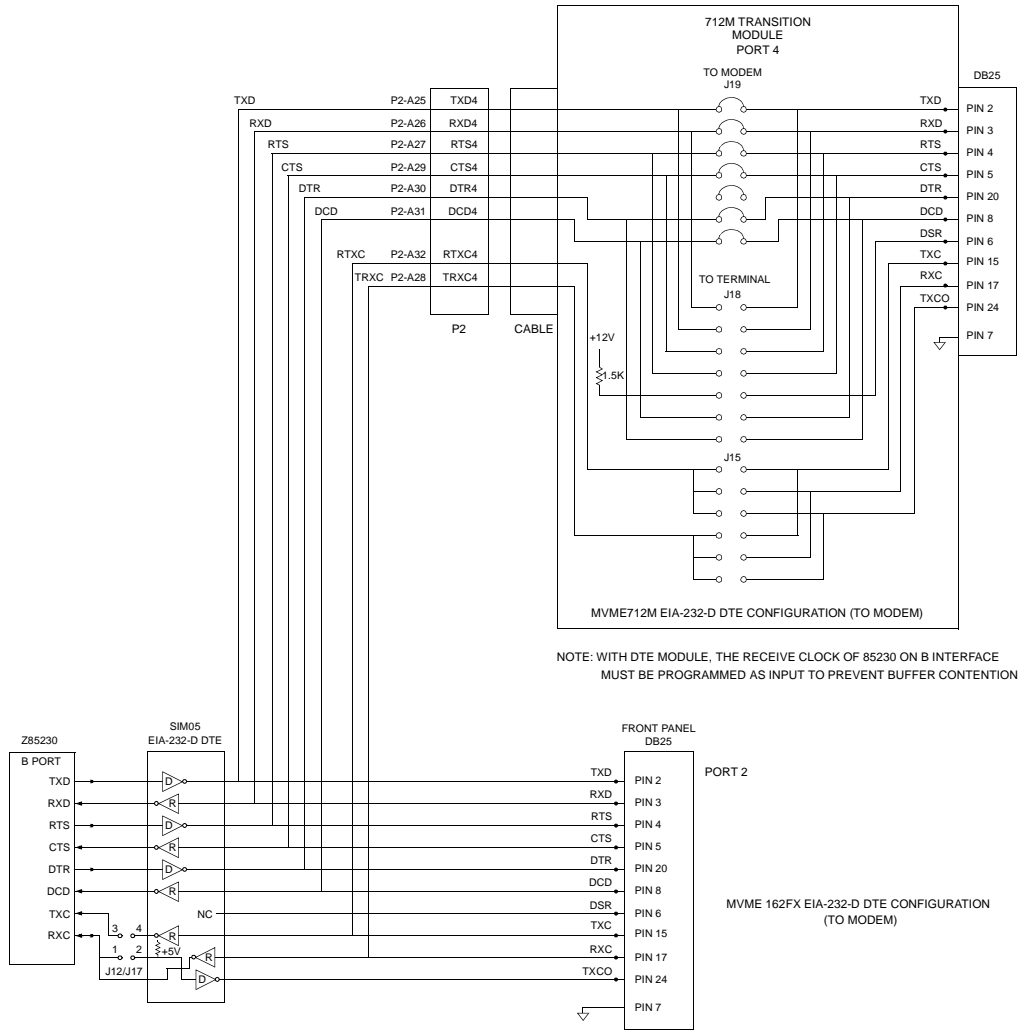 712M TRANSITION
MODULE
PORT 4
TO MODEM
J19
DB25
TXD P2-A25 TXD4 TXD PIN 2
RXD P2-A26 RXD4 RXD PIN 3
RTS P2-A27 RTS4 RTS PIN 4
CTS P2-A29 CTS4 CTS PIN 5
DTR P2-A30 DTR4 DTR PIN 20
DCD P2-A31 DCD4 DCD PIN 8
DSR PIN 6
RTXC P2-A32 RTXC4 TXC PIN 15
TRXC P2-A28 TRXC4 RXC PIN 17
TO TERMINAL
J18
TXCO PIN 24
P2 CABLE
PIN 7
+12V
1.5K
J15
MVME712M EIA-232-D DTE CONFIGURATION (TO MODEM)
NOTE: WITH DTE MODULE, THE RECEIVE CLOCK OF 85230 ON B INTERFACE
MUST BE PROGRAMMED AS INPUT TO PREVENT BUFFER CONTENTION
SIM05
EIA-232-D DTE
Z85230
B PORT
FRONT PANEL
DB25
PORT 2
TXD D TXD PIN 2
RXD R RXD PIN 3
RTS D RTS PIN 4
CTS R CTS PIN 5
DTR D DTR PIN 20
DCD R DCD PIN 8
TXC NC DSR PIN 6
RXC 3 4 R TXC PIN 15
1 2 +5V R RXC PIN 17
J12/J17 D TXCO PIN 24
PIN 7
MVME 162FX EIA-232-D DTE CONFIGURATION
(TO MODEM)